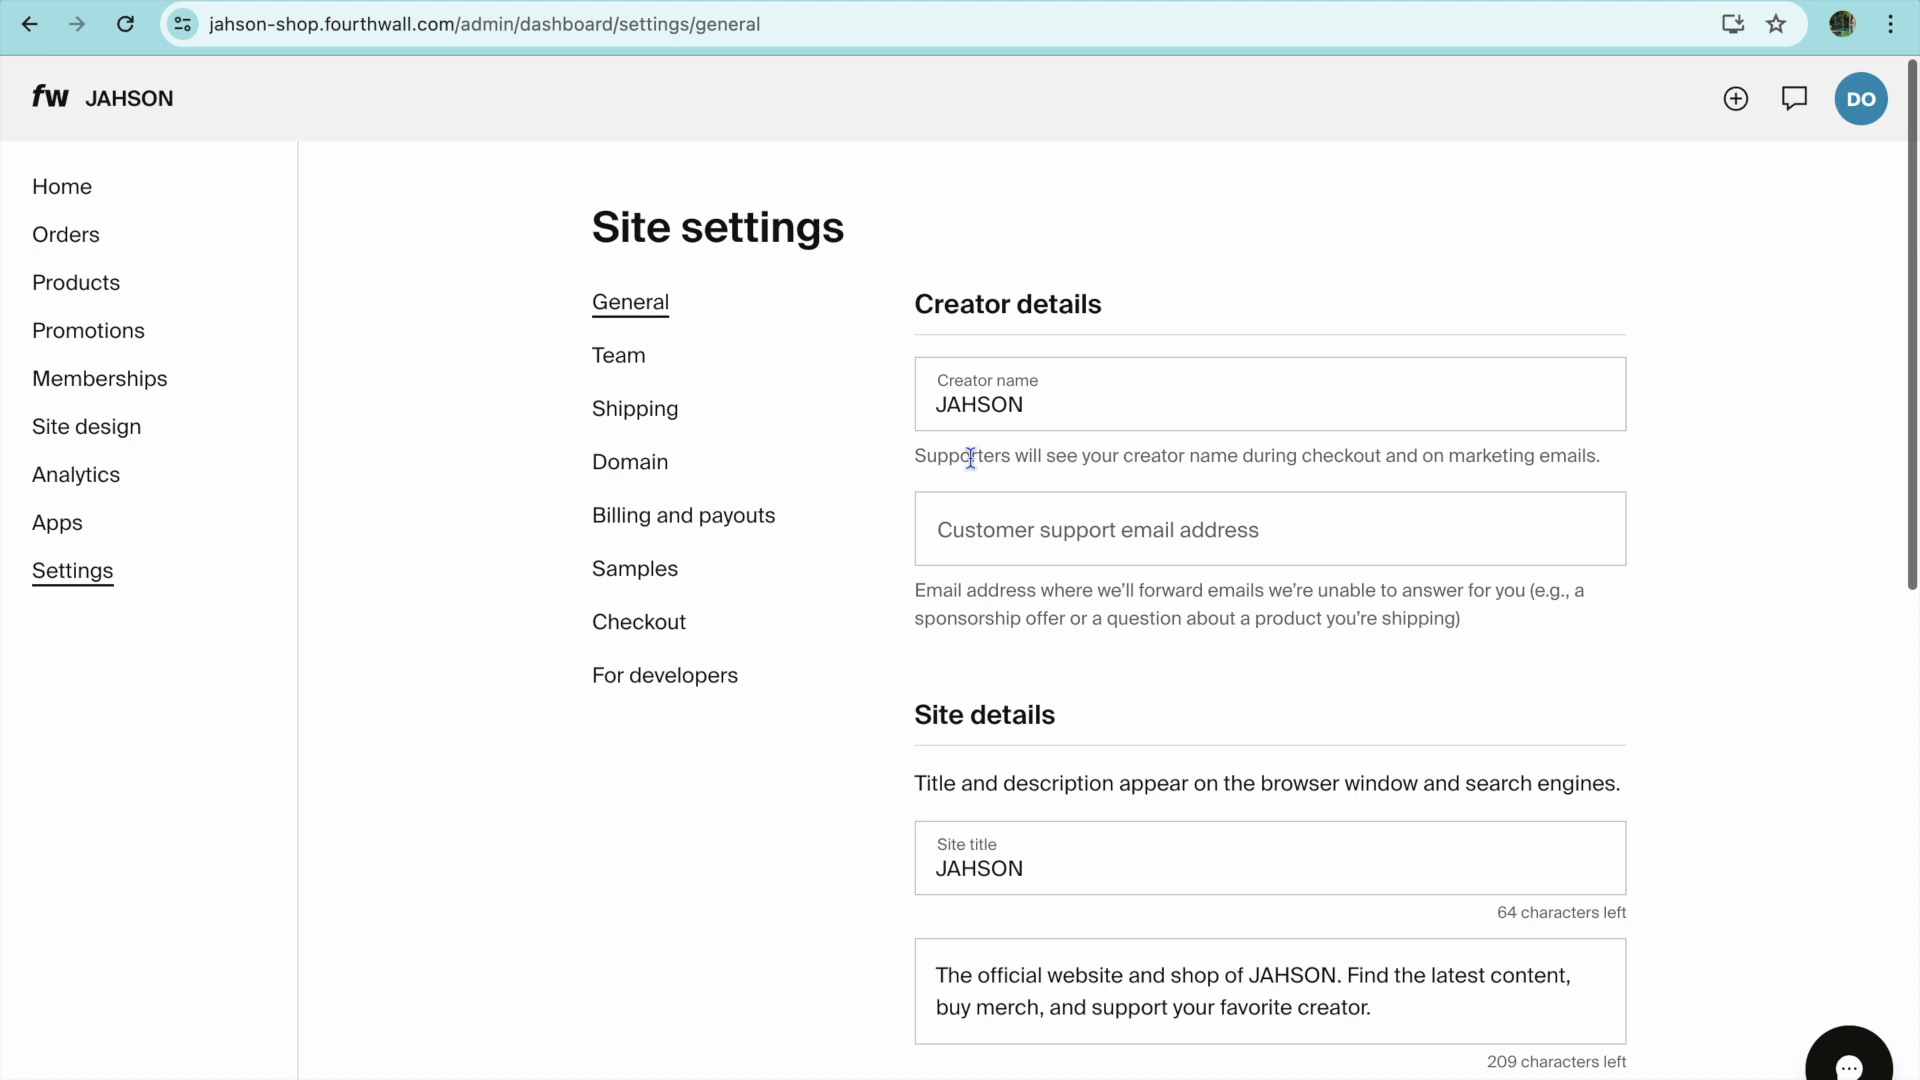 jahson-shop.fourthwall.com/admin/dashboard/settings/general
fw JAHSON
DO
Home
Orders
Products
Promotions
Memberships
Site design
Analytics
Apps
Settings
Site settings
General
Team
Shipping
Domain
Billing and payouts
Samples
Checkout
For developers
Creator details
Creator name
JAHSON
Supporters will see your creator name during checkout and on marketing emails.
Customer support email address
Email address where we’ll forward emails we’re unable to answer for you (e.g., a
sponsorship offer or a question about a product you’re shipping)
Site details
Title and description appear on the browser window and search engines.
Site title
JAHSON
64 characters left
The official website and shop of JAHSON. Find the latest content,
buy merch, and support your favorite creator.
209 characters left